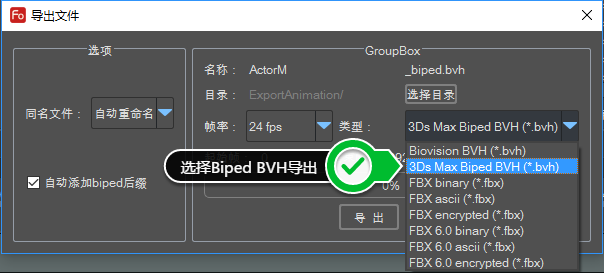 Fo 导出文件
选项
GroupBox
名称： ActorM _biped.bvh
目录： ExportAnimation/ 选择目录
同名文件： 自动重命名
帧率： 24 fps 类型： 3Ds Max Biped BVH (*.bvh)
Biovision BVH (*.bvh)
3Ds Max Biped BVH (*.bvh)
FBX binary (*.fbx)
FBX ascii (*.fbx)
FBX encrypted (*.fbx)
FBX 6.0 binary (*.fbx)
FBX 6.0 ascii (*.fbx)
FBX 6.0 encrypted (*.fbx)
选择Biped BVH导出
自动添加biped后缀
0%
导 出